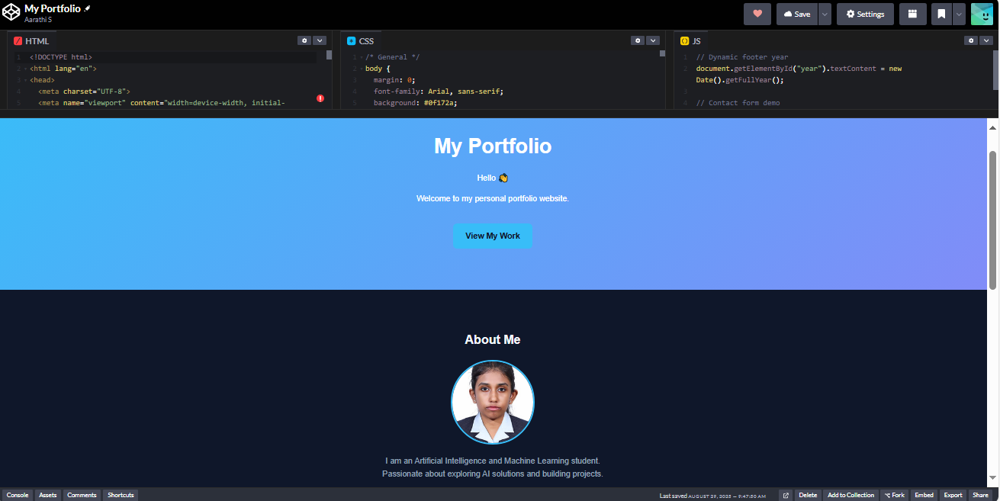 My Portfolio
Aarathi S
Save
Settings
HTML
1 <!DOCTYPE html>
2 <html lang="en">
3 <head>
4 <meta charset="UTF-8">
5 <meta name="viewport" content="width=device-width, initial-
CSS
1 /* General */
2 body {
3 margin: 0;
4 font-family: Arial, sans-serif;
5 background: #0f172a;
JS
1 // Dynamic footer year
2 document.getElementById("year").textContent = new
Date().getFullYear();
3
4 // Contact form demo
My Portfolio
Hello 👏
Welcome to my personal portfolio website.
View My Work
About Me
I am an Artificial Intelligence and Machine Learning student.
Passionate about exploring AI solutions and building projects.
Console Assets Comments Shortcuts
Last saved AUGUST 29, 2025 — 9:47:50 AM
Delete Add to Collection Fork Embed Export Share